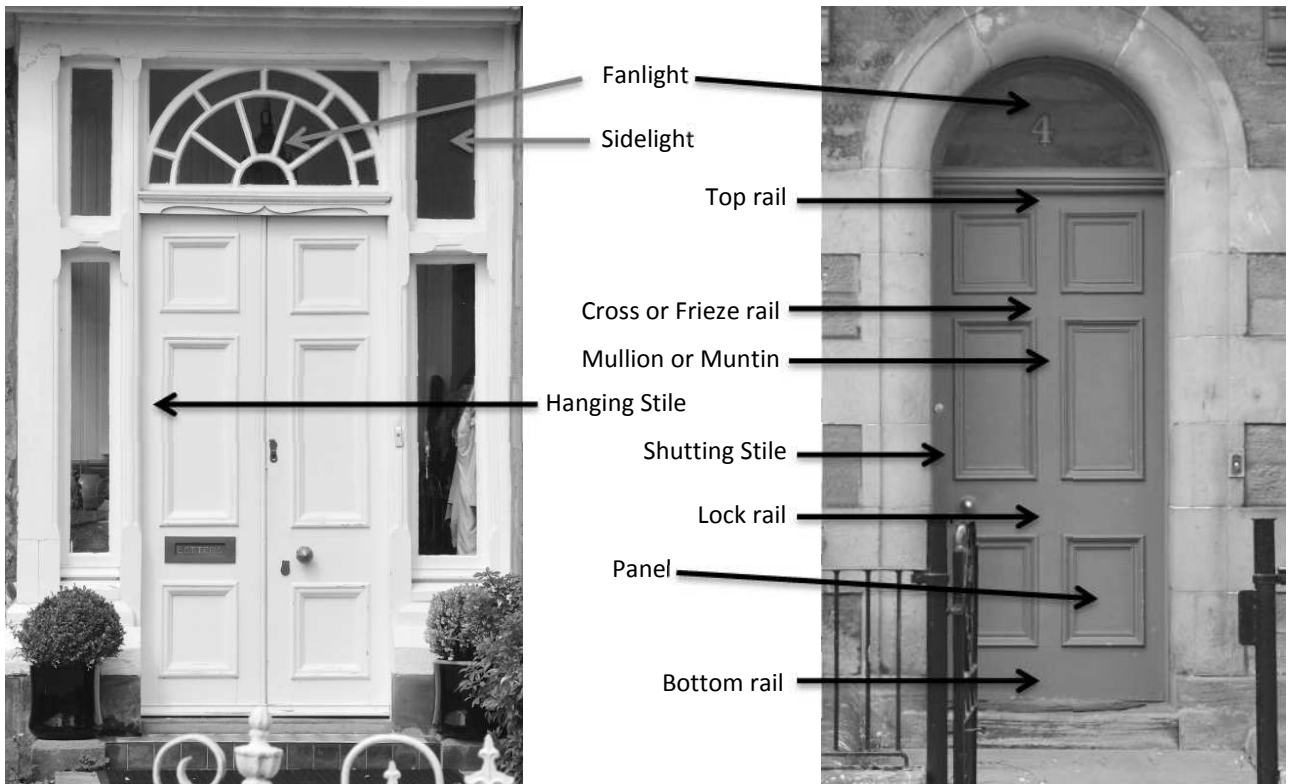 Fanlight
Sidelight
4
Top rail
Cross or Frieze rail
Mullion or Muntin
Hanging Stile
Shutting Stile
Lock rail
LETTERS
Panel
Bottom rail